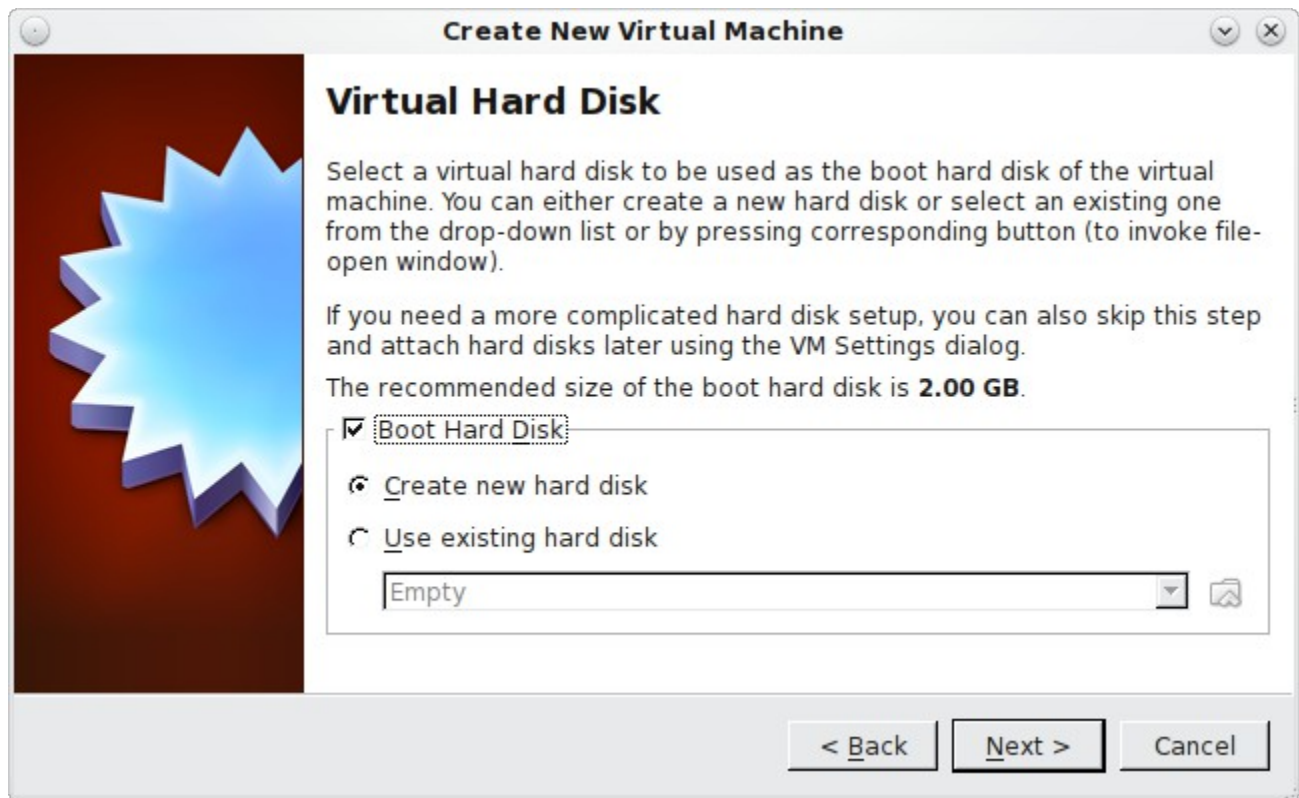 Create New Virtual Machine
Virtual Hard Disk
Select a virtual hard disk to be used as the boot hard disk of the virtual
machine. You can either create a new hard disk or select an existing one
from the drop-down list or by pressing corresponding button (to invoke file-
open window).
If you need a more complicated hard disk setup, you can also skip this step
and attach hard disks later using the VM Settings dialog.
The recommended size of the boot hard disk is 2.00 GB.
Boot Hard Disk
Create new hard disk
Use existing hard disk
Empty
< Back
Next >
Cancel